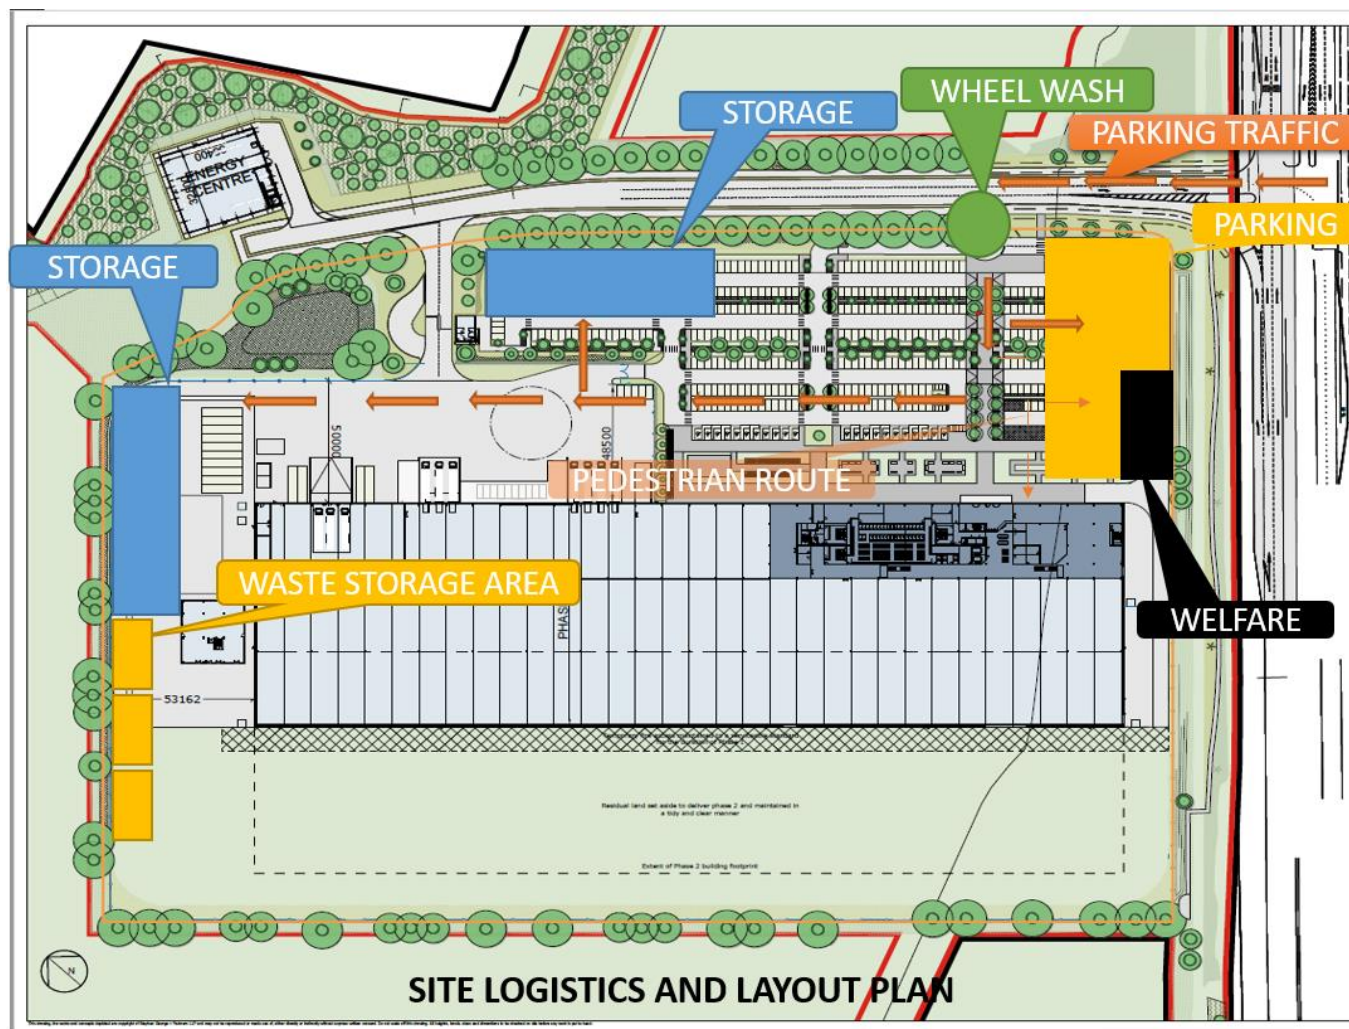 WHEEL WASH
STORAGE
PARKING TRAFFIC
PARKING
ENERGY
CENTRE
STORAGE
50000
48500
PEDESTRIAN ROUTE
WASTE STORAGE AREA
PHAS
WELFARE
53162
Residual land set aside to deliver phase 2 and maintained in
a tidy and clear manner
Extent of Phase 2 building footprint
N
SITE LOGISTICS AND LAYOUT PLAN